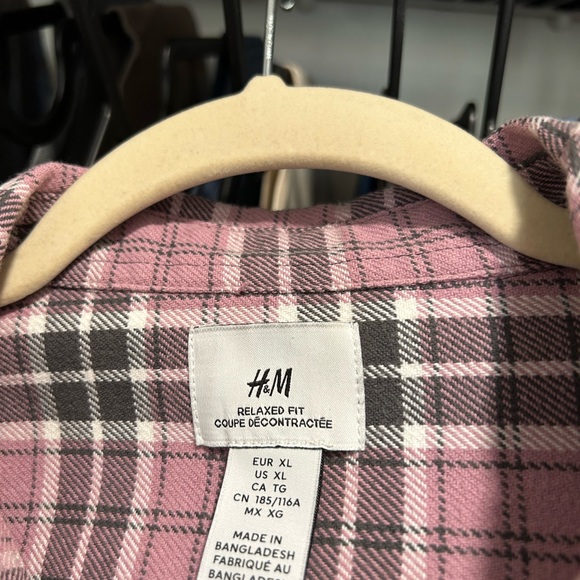 H&M
RELAXED FIT
COUPE DÉCONTRACTÉE
EUR XL
US XL
CA TG
CN 185/116A
MX XG
MADE IN
BANGLADESH
FABRIQUÉ AU
BANGLADESH